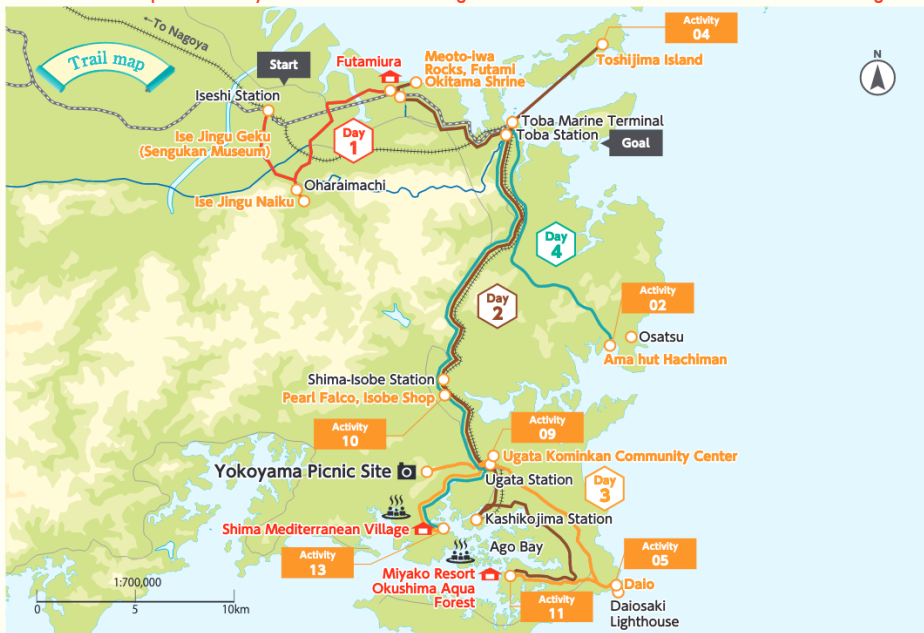 ←To Nagoya
Trail map
Start
Iseshi Station
Futamiura
Meoto-iwa
Rocks, Futami
Okitama Shrine
Activity
04
Toshijima Island
N
Toba Marine Terminal
Toba Station
Goal
Ise Jingu Geku
(Sengukan Museum)
Day
1
Oharaimachi
Ise Jingu Naiku
Day
4
Day
2
Activity
02
Osatsu
Ama hut Hachiman
Shima-Isobe Station
Pearl Falco, Isobe Shop
Activity
10
Activity
09
Ugata Kominkan Community Center
Yokoyama Picnic Site
Ugata Station
Day
3
Shima Mediterranean Village
Kashikojima Station
Activity
13
Ago Bay
Activity
05
Miyako Resort
Okushima Aqua
Forest
Activity
11
Daio
Daiosaki
Lighthouse
1:700,000
0 5 10km